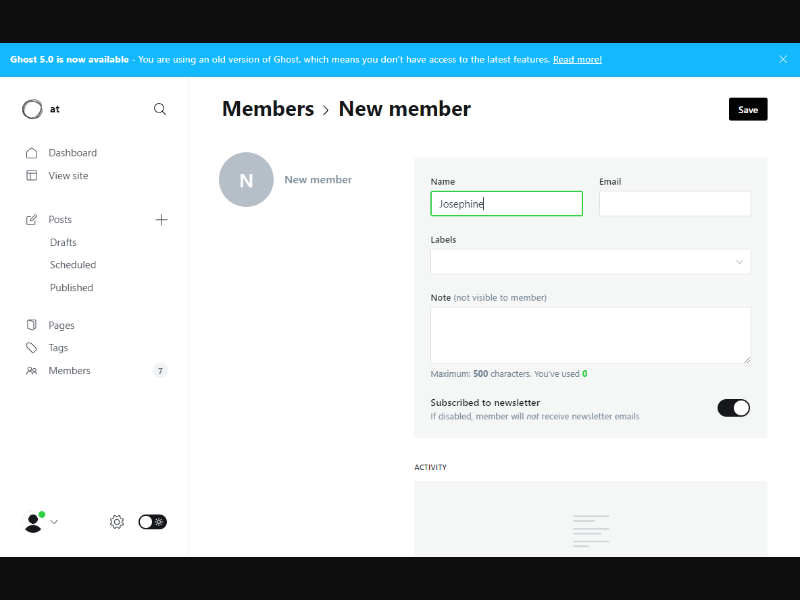 Ghost 5.0 is now available - You are using an old version of Ghost, which means you don't have access to the latest features. Read more!
at
Members > New member
Save
Dashboard
View site
Posts
Drafts
Scheduled
Published
Pages
Tags
Members 7
N
New member
Name
Josephine
Email
Labels
Note (not visible to member)
Maximum: 500 characters. You've used 0
Subscribed to newsletter
If disabled, member will not receive newsletter emails
ACTIVITY